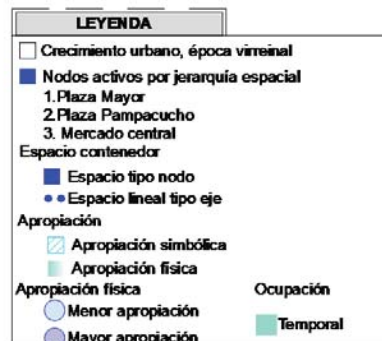 LEYENDA
Crecimiento urbano, época virreinal
Nodos activos por jerarquía espacial
1.Plaza Mayor
2.Plaza Pampacucho
3. Mercado central
Espacio contenedor
Espacio tipo nodo
Espacio lineal tipo eje
Apropiación
Apropiación simbólica
Apropiación física
Apropiación física Ocupación
Menor apropiación
Temporal
Mayor apropiación